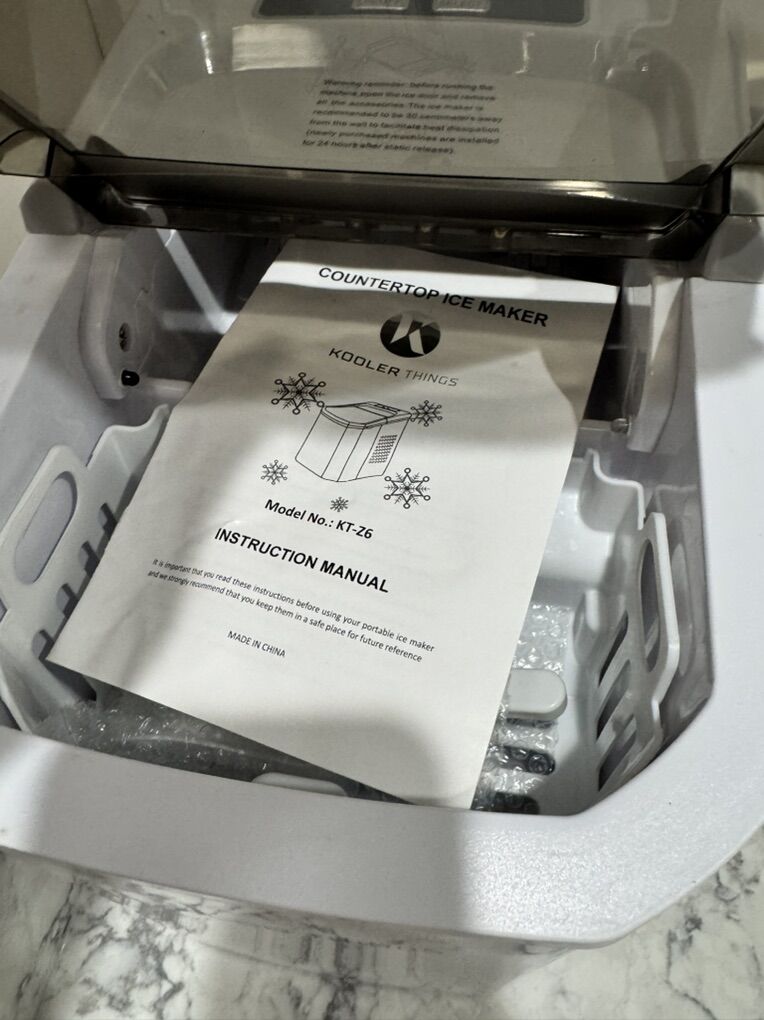 Warning reminder: before running the
machine,open the ice door and remove
all the accessories. The ice maker is
recommended to be 30 centimeters away
from the wall to facilitate heat dissipation
(newly purchased machines are installed
for 24 hours after static release).
COUNTERTOP ICE MAKER
KOOLER THINGS
Model No.: KT-Z6
INSTRUCTION MANUAL
It is important that you read these instructions before using your portable ice maker
and we strongly recommend that you keep them in a safe place for future reference
MADE IN CHINA